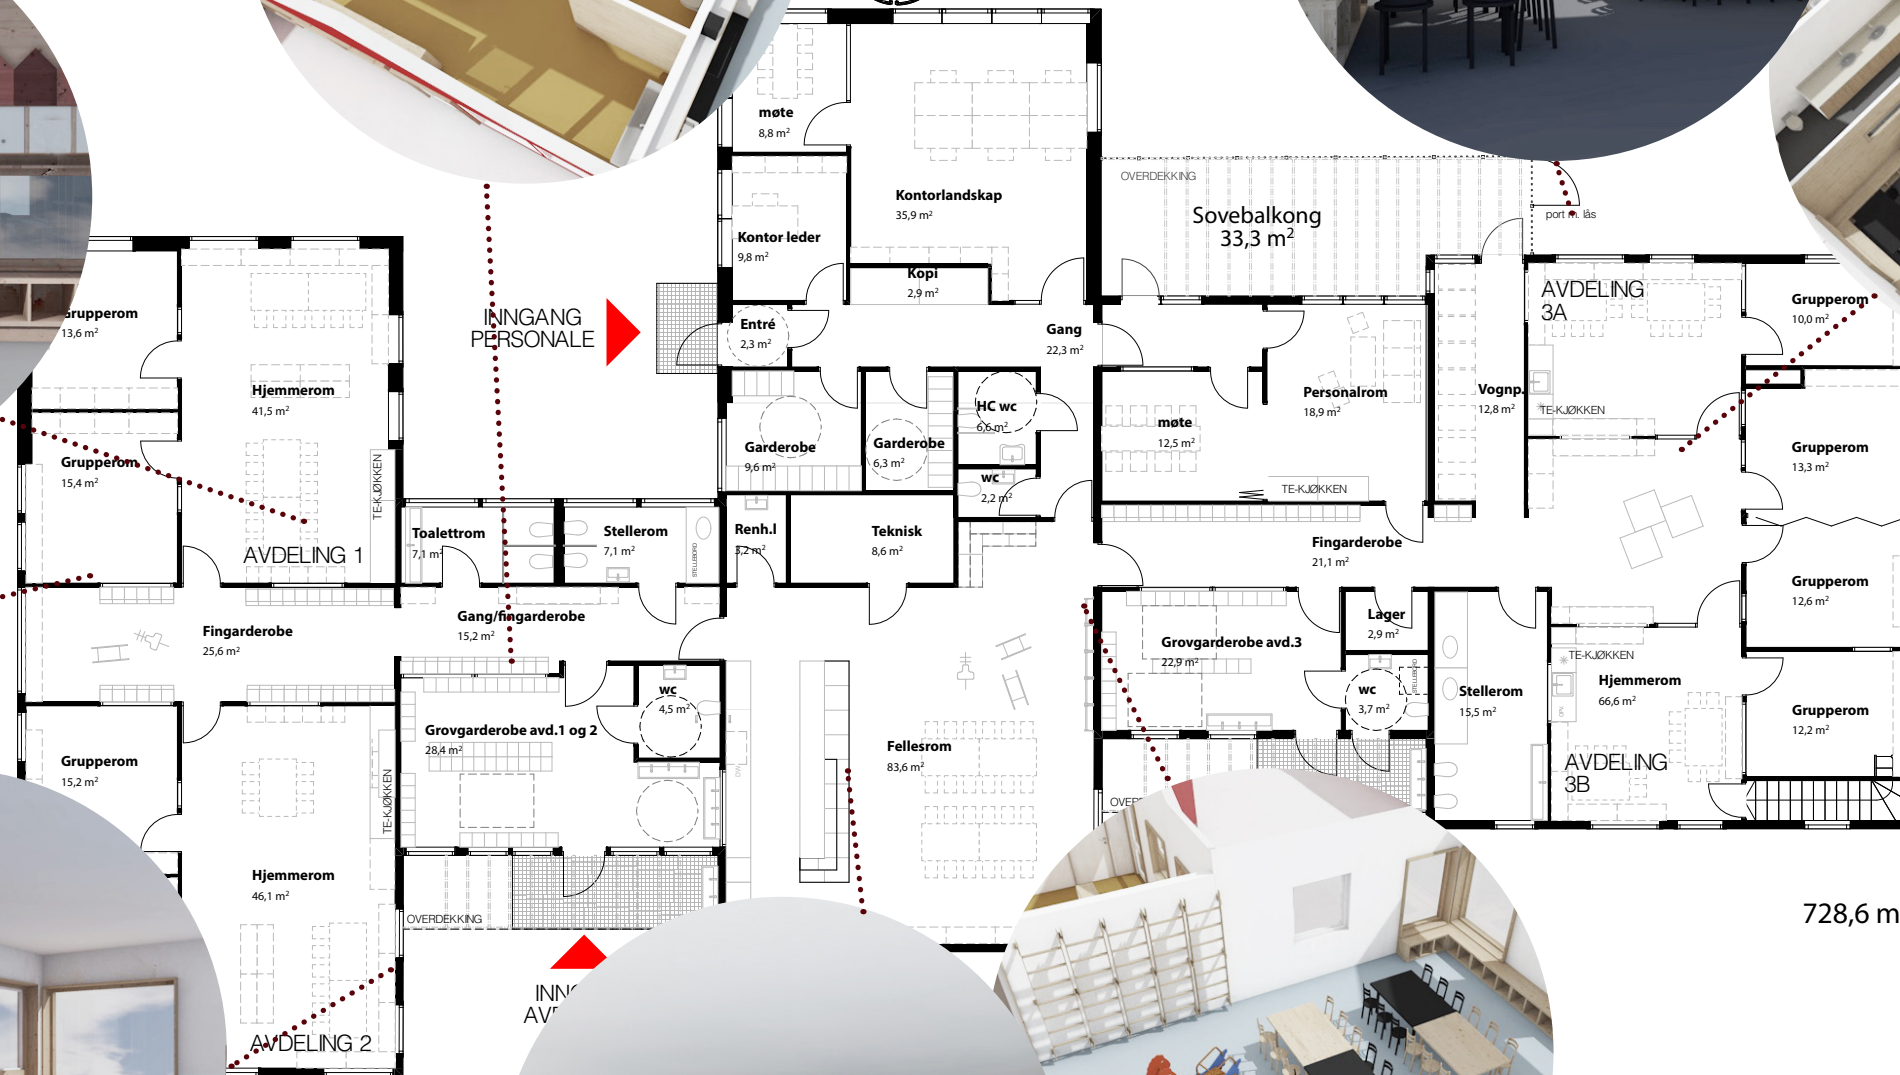 møte
8,8 m²
Kontorlandskap
35,9 m²
Kontor leder
9,8 m²
Kopi
2,9 m²
OVERDEKKING
Sovebalkong
33,3 m²
port m. lås
INNGANG
PERSONALE
Entré
2,3 m²
Gang
22,3 m²
AVDELING
3A
Grupperom
10,0 m²
Grupperom
13,6 m²
Hjemmerom
41,5 m²
Grupperom
15,4 m²
TE-KJØKKEN
AVDELING 1
Garderobe
9,6 m²
Garderobe
6,3 m²
HC wc
6,6 m²
wc
2,2 m²
møte
12,5 m²
Personalrom
18,9 m²
TE-KJØKKEN
Vognp.
12,8 m²
TE-KJØKKEN
Grupperom
13,3 m²
Toalettrom
7,1 m²
Stellerom
7,1 m²
STELLEBORD
Renh.l
3,2 m²
Teknisk
8,6 m²
Fingarderobe
21,1 m²
Grupperom
12,6 m²
Fingarderobe
25,6 m²
Gang/fingarderobe
15,2 m²
Grovgarderobe avd.3
22,9 m²
Lager
2,9 m²
wc
3,7 m²
STELLEBORD
Stellerom
15,5 m²
TE-KJØKKEN
OPV
Hjemmerom
66,6 m²
Grupperom
12,2 m²
AVDELING
3B
Grupperom
15,2 m²
TE-KJØKKEN
Grovgarderobe avd.1 og 2
28,4 m²
wc
4,5 m²
OPV
Fellesrom
83,6 m²
OVERD
Hjemmerom
46,1 m²
OVERDEKKING
AVDELING 2
INNG
AVD
728,6 m